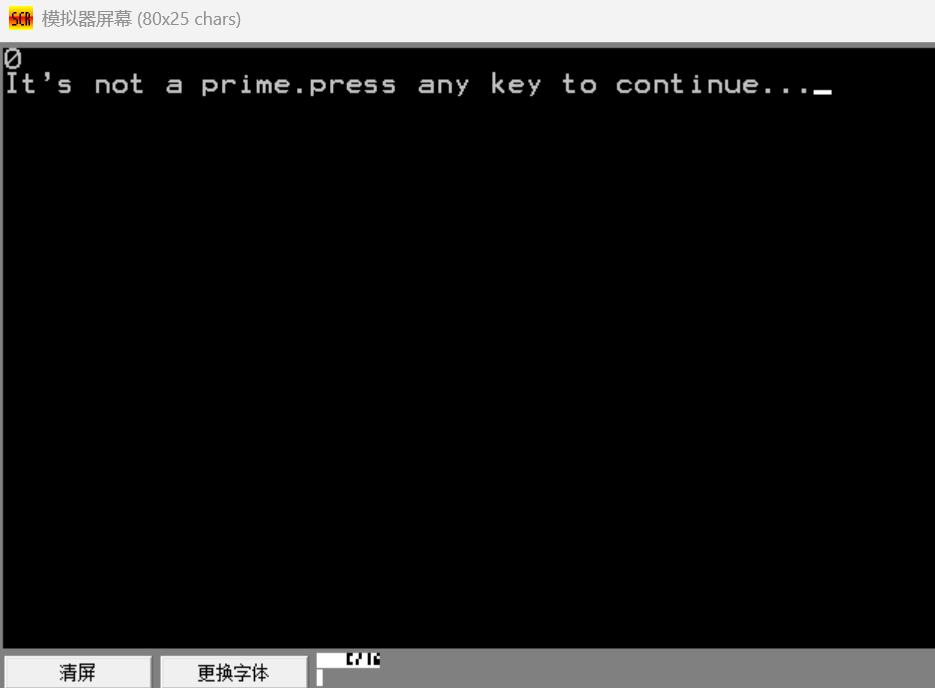 SCR 模拟器屏幕 (80x25 chars)
0
It's not a prime.press any key to continue..._
清屏 更换字体